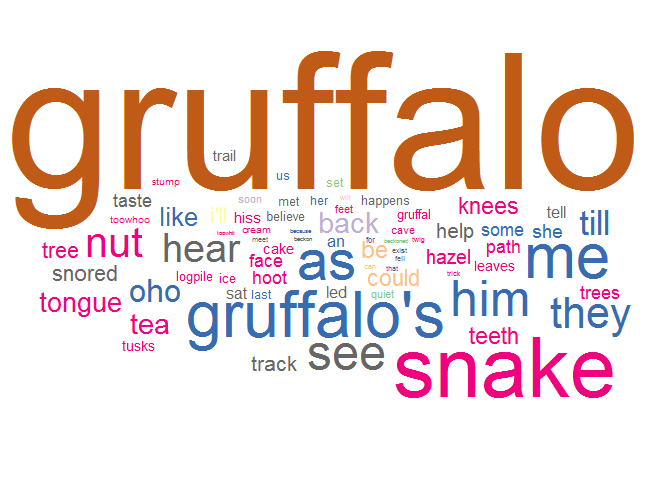 gruffalo
trail
us
stump set
taste soon met her will happens
feet gruffal knees
toowhoo like i'll hiss believe back tell
help some she till
cream because cave
tree nut hear meet beckon an for beckoned twig path
cake as be exist me
snored face fell hazel leaves
logpile ice hoot can could that trick
tongue oho sat last led quiet him trees
gruffalo's they
tea teeth
tusks see
track snake